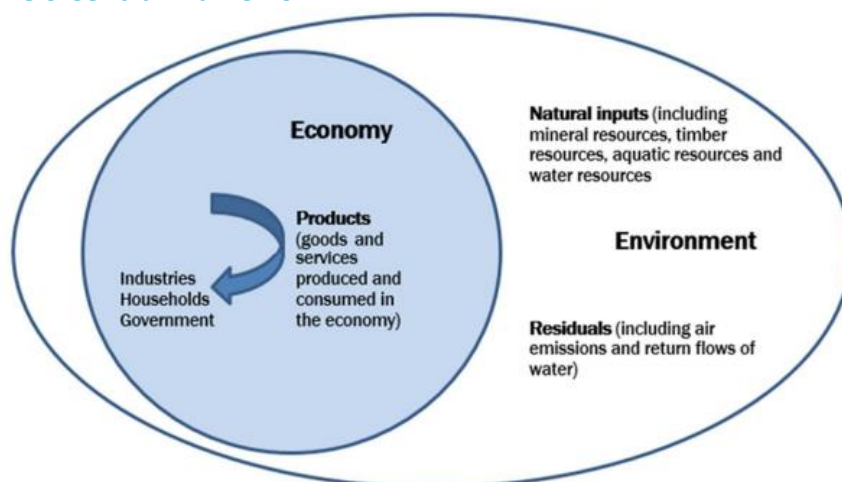 Economy
Products
(goods and
services
produced and
consumed in
the economy)
Industries
Households
Government
Natural inputs (including
mineral resources, timber
resources, aquatic resources and
water resources
Environment
Residuals (including air
emissions and return flows of
water)